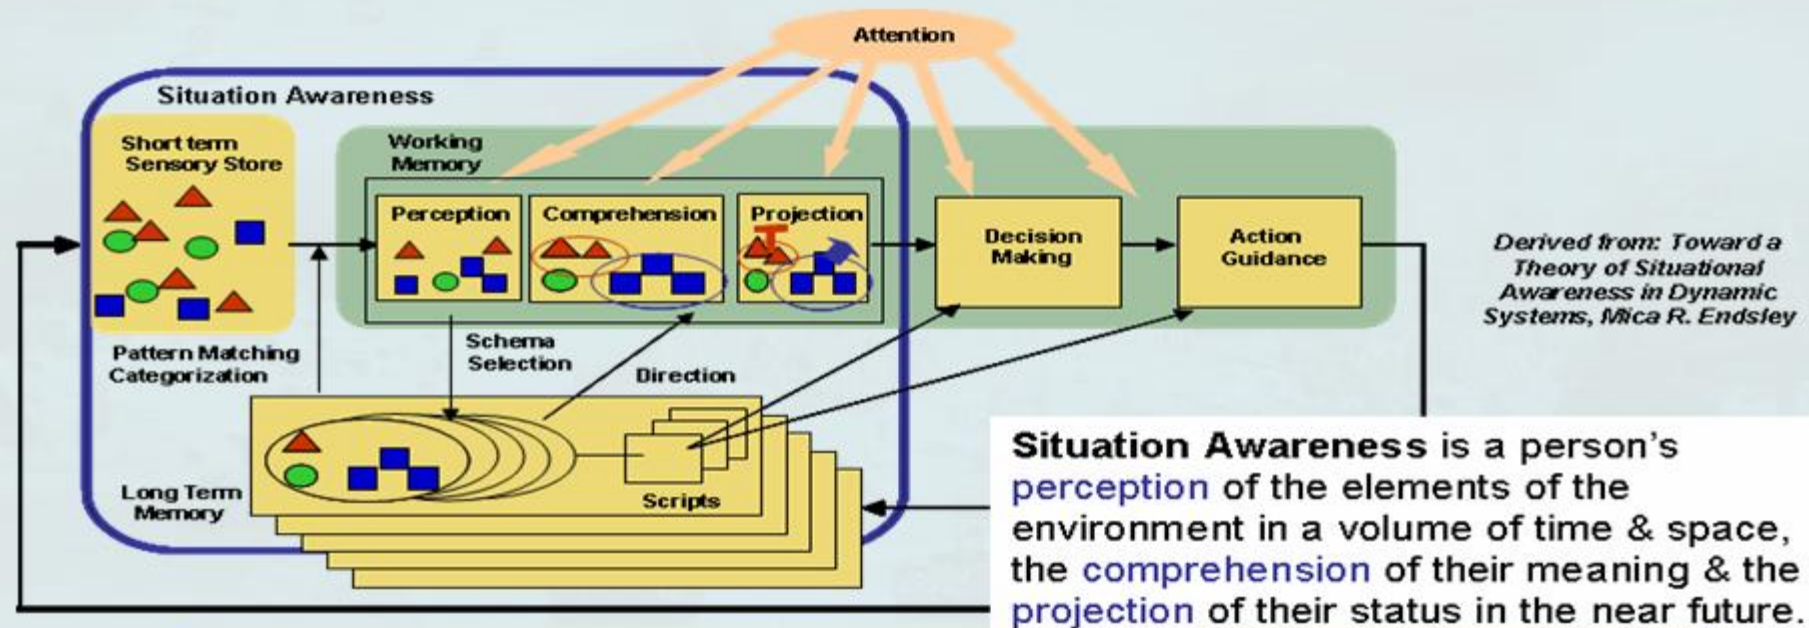 Attention
Situation Awareness
Short term
Sensory Store
Working
Memory
Perception
Comprehension
Projection
Decision
Making
Action
Guidance
Derived from: Toward a
Theory of Situational
Awareness in Dynamic
Systems, Mica R. Endsley
Pattern Matching
Categorization
Schema
Selection
Direction
Long Term
Memory
Scripts
Situation Awareness is a person's
perception of the elements of the
environment in a volume of time & space,
the comprehension of their meaning & the
projection of their status in the near future.